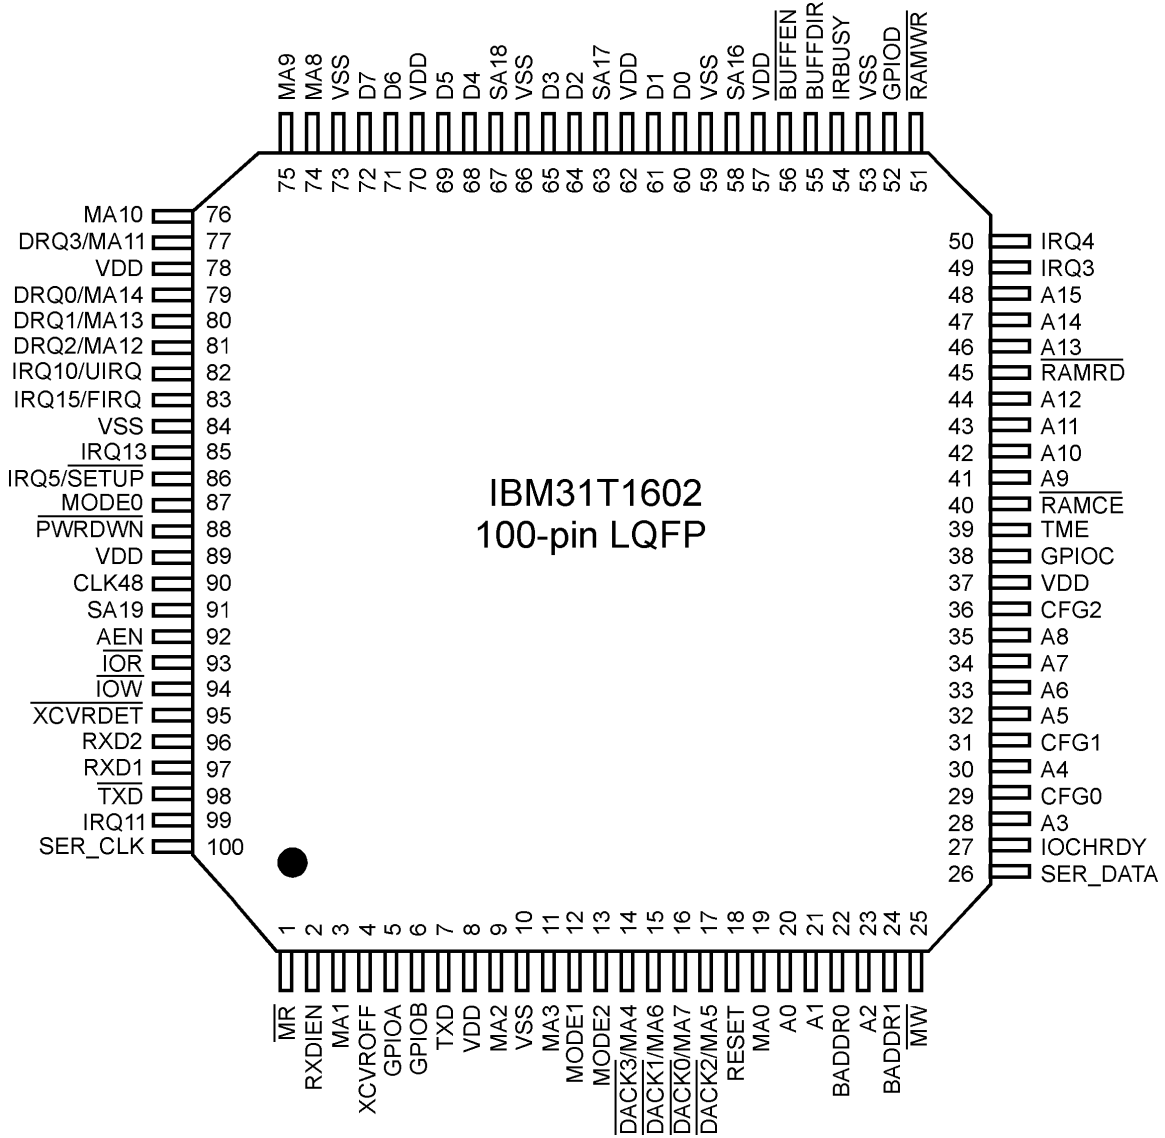 MA9 MA8 VSS D7 D6 VDD D5 D4 SA18 VSS D3 D2 SA17 VDD D1 D0 VSS SA16 VDD BUFFEN BUFFDIR IRBUSY VSS GPIOD RAMWR
75 74 73 72 71 70 69 68 67 66 65 64 63 62 61 60 59 58 57 56 55 54 53 52 51
MA10 76
DRQ3/MA11 77
VDD 78
DRQ0/MA14 79
DRQ1/MA13 80
DRQ2/MA12 81
IRQ10/UIRQ 82
IRQ15/FIRQ 83
VSS 84
IRQ13 85
IRQ5/SETUP 86
MODE0 87
PWRDWN 88
VDD 89
CLK48 90
SA19 91
AEN 92
IOR 93
IOW 94
XCVRDET 95
RXD2 96
RXD1 97
TXD 98
IRQ11 99
SER_CLK 100
IBM31T1602
100-pin LQFP
50 IRQ4
49 IRQ3
48 A15
47 A14
46 A13
45 RAMRD
44 A12
43 A11
42 A10
41 A9
40 RAMCE
39 TME
38 GPIOC
37 VDD
36 CFG2
35 A8
34 A7
33 A6
32 A5
31 CFG1
30 A4
29 CFG0
28 A3
27 IOCHRDY
26 SER_DATA
1 2 3 4 5 6 7 8 9 10 11 12 13 14 15 16 17 18 19 20 21 22 23 24 25
MR RXDIEN MA1 XCVROFF GPIOA GPIOB TXD VDD MA2 VSS MA3 MODE1 MODE2 DACK3/MA4 DACK1/MA6 DACK0/MA7 DACK2/MA5 RESET MA0 A0 A1 BADDR0 A2 BADDR1 MW